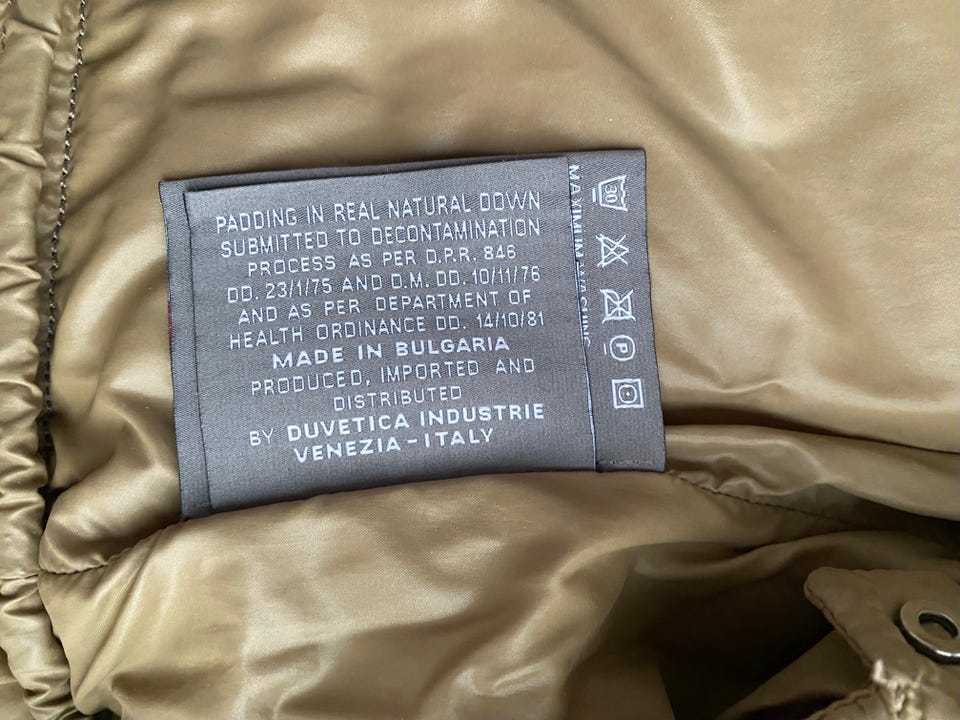 PADDING IN REAL NATURAL DOWN
SUBMITTED TO DECONTAMINATION
PROCESS AS PER D.P.R. 846
DD. 23/1/75 AND D.M. DD. 10/11/76
AND AS PER DEPARTMENT OF
HEALTH ORDINANCE DD. 14/10/81
MADE IN BULGARIA
PRODUCED, IMPORTED AND
DISTRIBUTED
BY DUVETICA INDUSTRIE
VENEZIA-ITALY
MAXIMUM WASHING
30
P